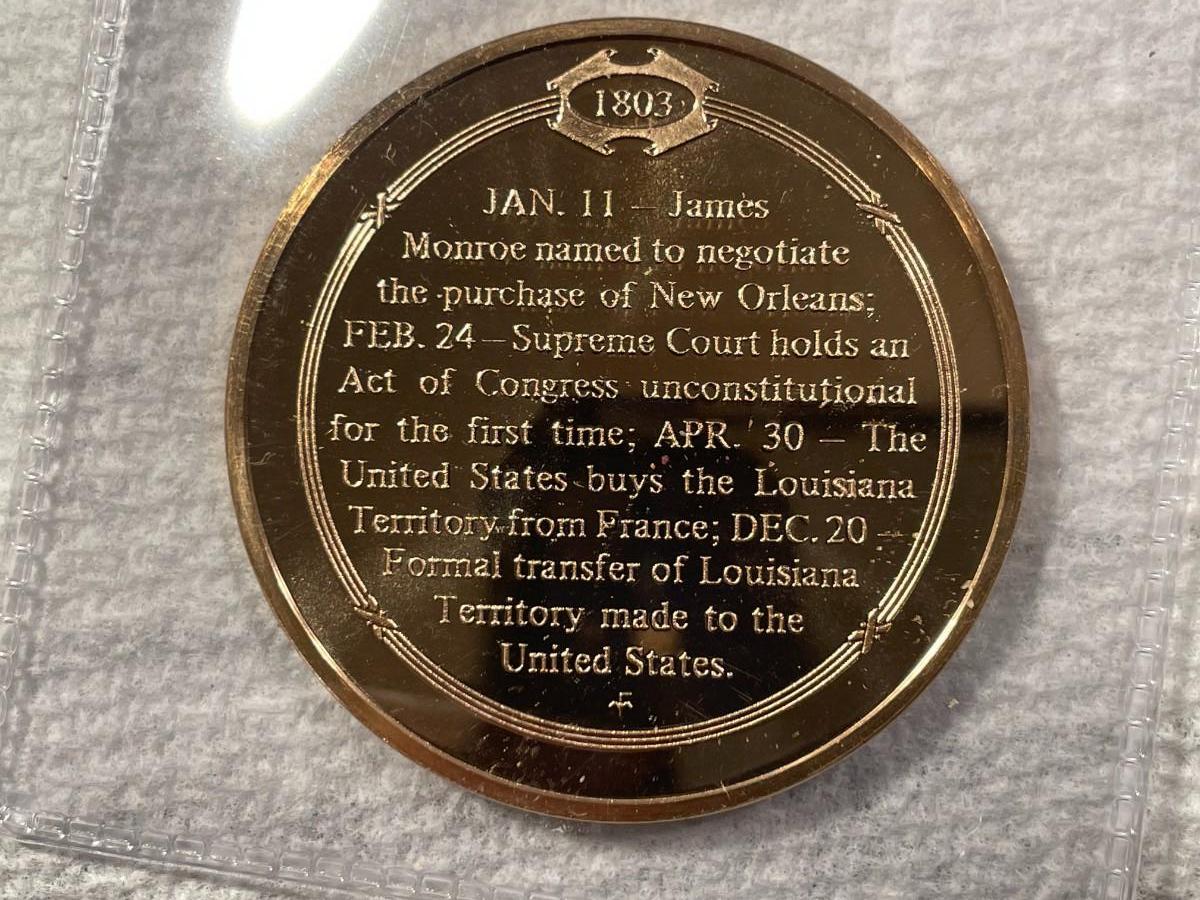 1803
JAN. 11 – James
Monroe named to negotiate
the purchase of New Orleans;
FEB. 24 – Supreme Court holds an
Act of Congress unconstitutional
for the first time; APR. 30 – The
United States buys the Louisiana
Territory from France; DEC. 20 –
Formal transfer of Louisiana
Territory made to the
United States.
F